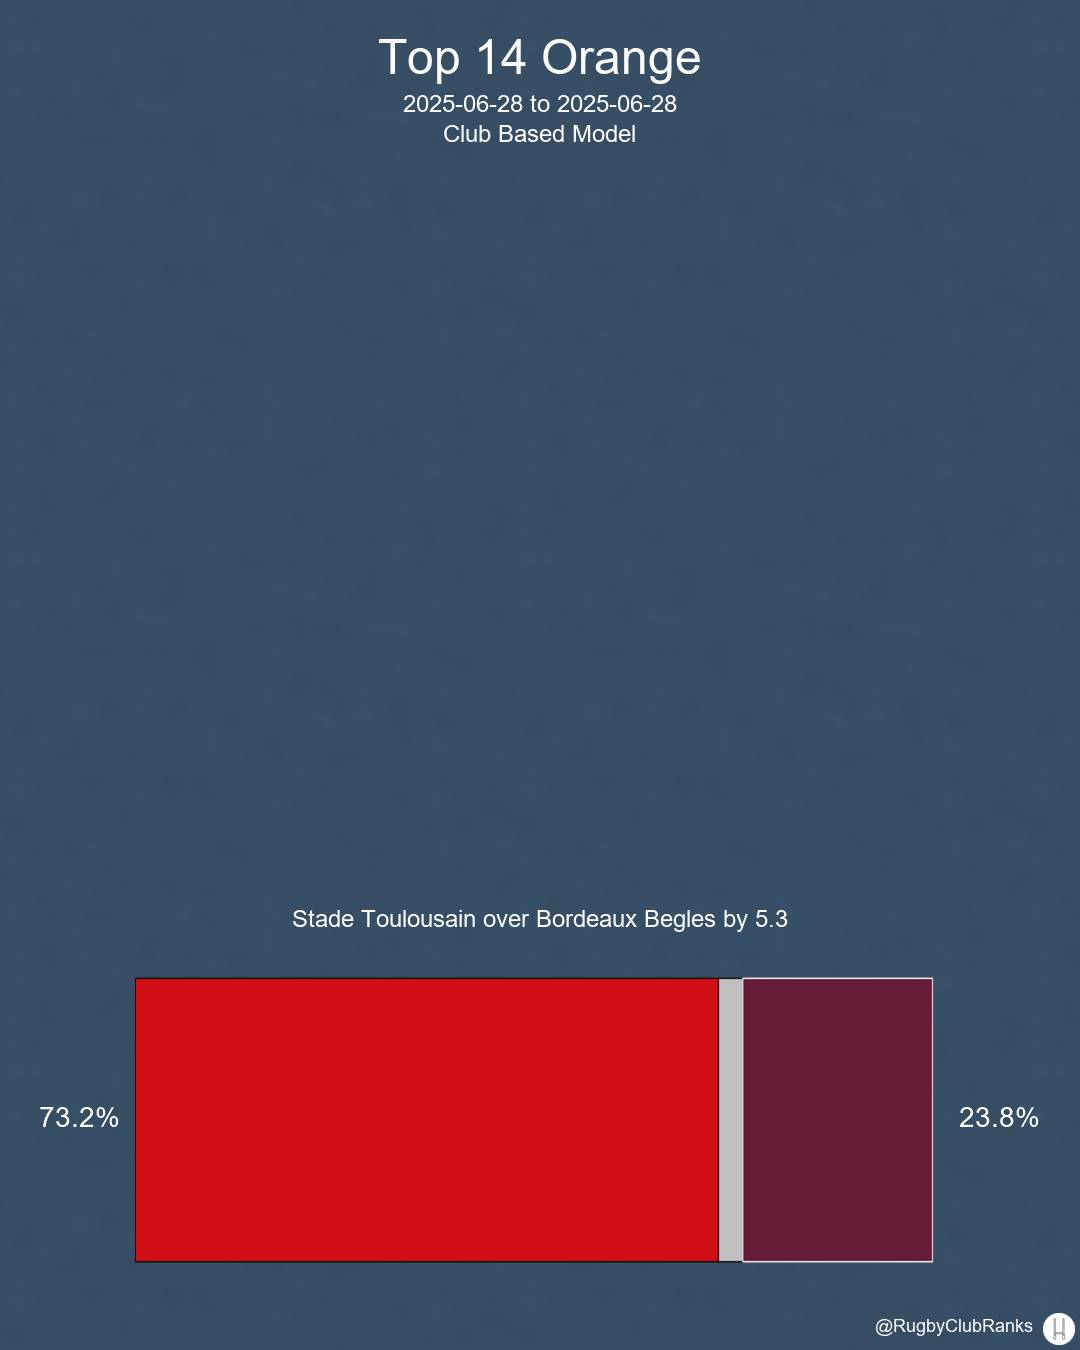 Top 14 Orange
2025-06-28 to 2025-06-28
Club Based Model
Stade Toulousain over Bordeaux Begles by 5.3
73.2%
23.8%
@RugbyClubRanks